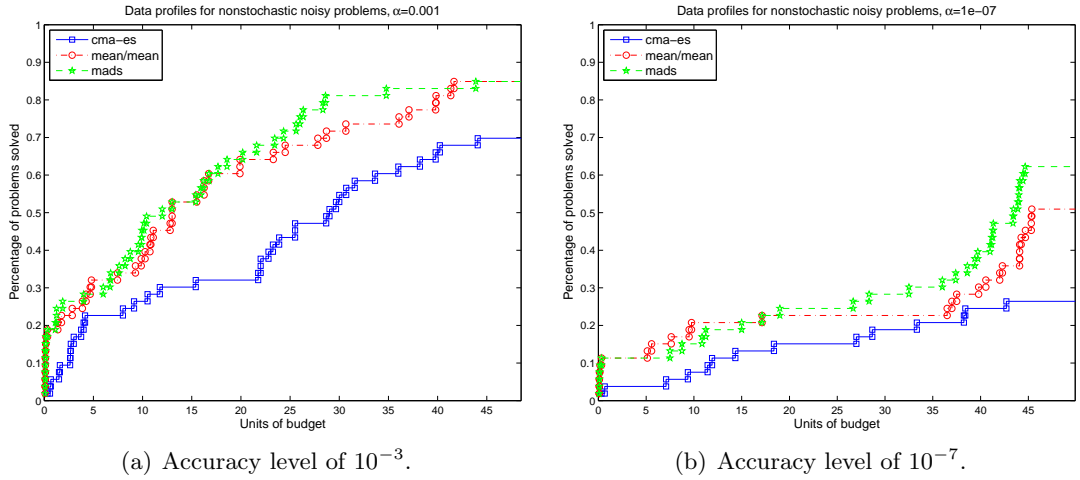 Data profiles for nonstochastic noisy problems, α=0.001
1
0.9
0.8
0.7
0.6
0.5
0.4
0.3
0.2
0.1
0
Percentage of problems solved
cma−es
mean/mean
mads
0 5 10 15 20 25 30 35 40 45
Units of budget
(a) Accuracy level of 10⁻³.
Data profiles for nonstochastic noisy problems, α=1e−07
1
0.9
0.8
0.7
0.6
0.5
0.4
0.3
0.2
0.1
0
Percentage of problems solved
cma−es
mean/mean
mads
0 5 10 15 20 25 30 35 40 45
Units of budget
(b) Accuracy level of 10⁻⁷.